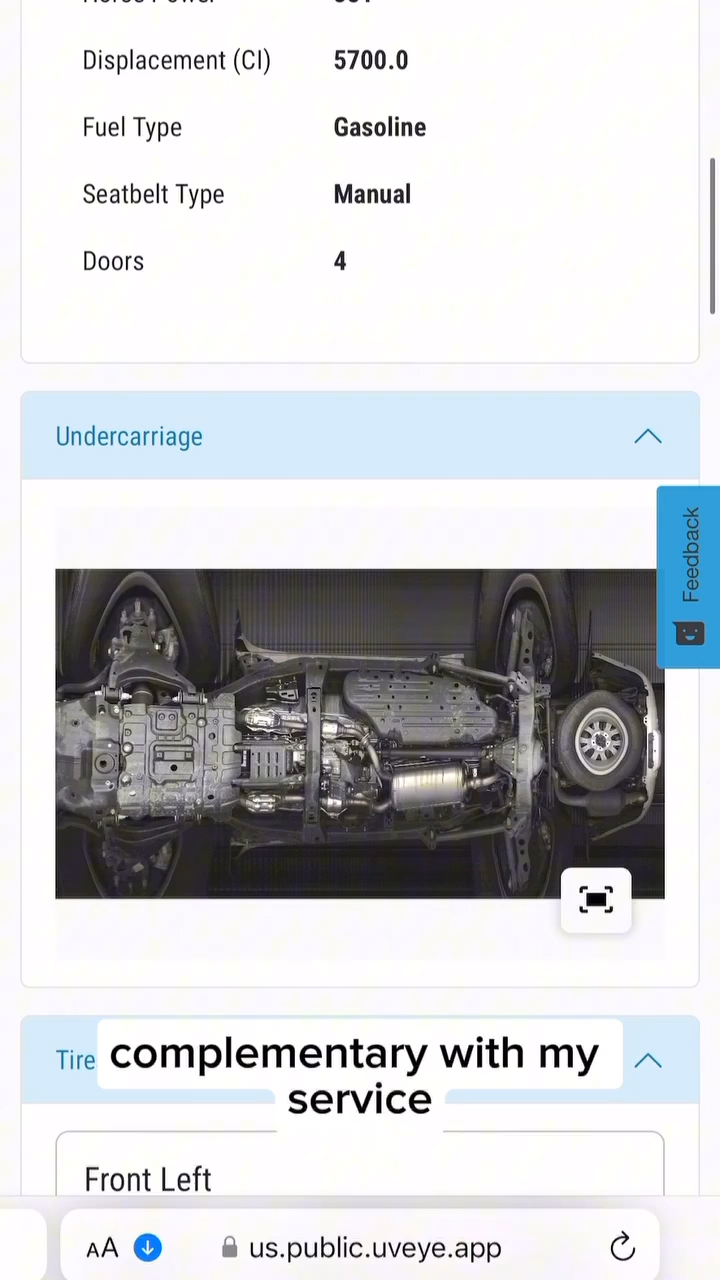 Displacement (CI) 5700.0
Fuel Type Gasoline
Seatbelt Type Manual
Doors 4
Undercarriage
Feedback
Tire
complementary with my
service
Front Left
AA us.public.uveye.app